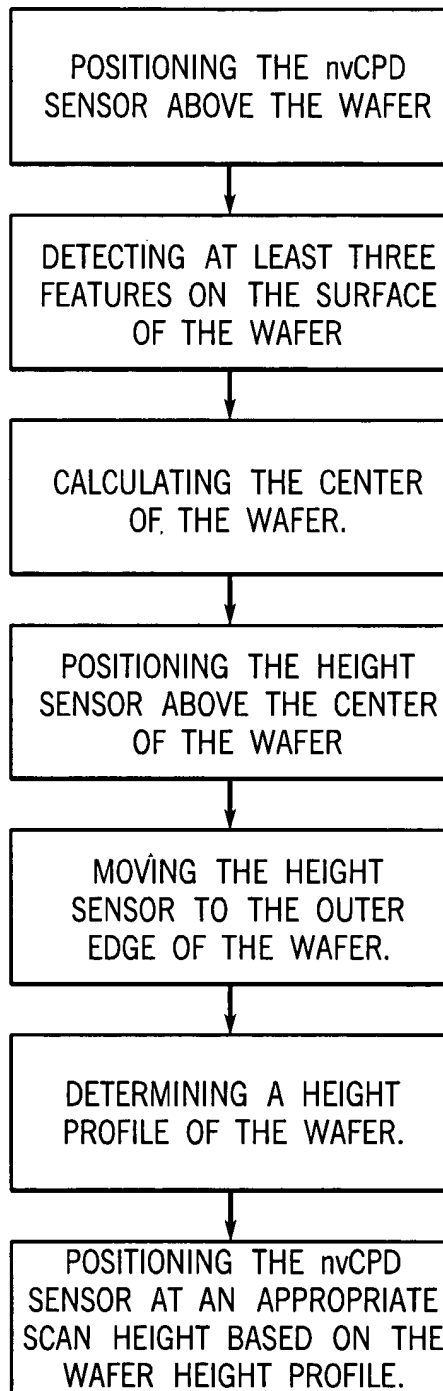 POSITIONING THE nvCPD
SENSOR ABOVE THE WAFER
DETECTING AT LEAST THREE
FEATURES ON THE SURFACE
OF THE WAFER
CALCULATING THE CENTER
OF THE WAFER.
POSITIONING THE HEIGHT
SENSOR ABOVE THE CENTER
OF THE WAFER
MOVING THE HEIGHT
SENSOR TO THE OUTER
EDGE OF THE WAFER.
DETERMINING A HEIGHT
PROFILE OF THE WAFER.
POSITIONING THE nvCPD
SENSOR AT AN APPROPRIATE
SCAN HEIGHT BASED ON THE
WAFER HEIGHT PROFILE.